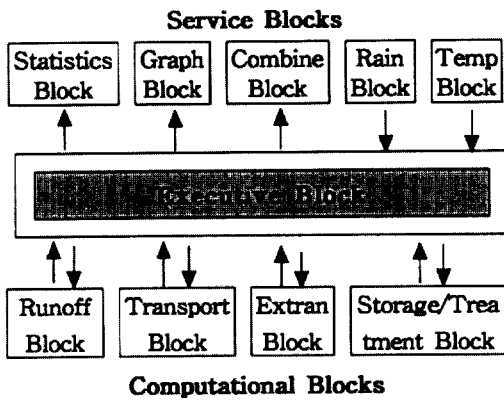 Service Blocks
Statistics Block
Graph Block
Combine Block
Rain Block
Temp Block
Executive Block
Runoff Block
Transport Block
Extran Block
Storage/Trea
tment Block
Computational Blocks